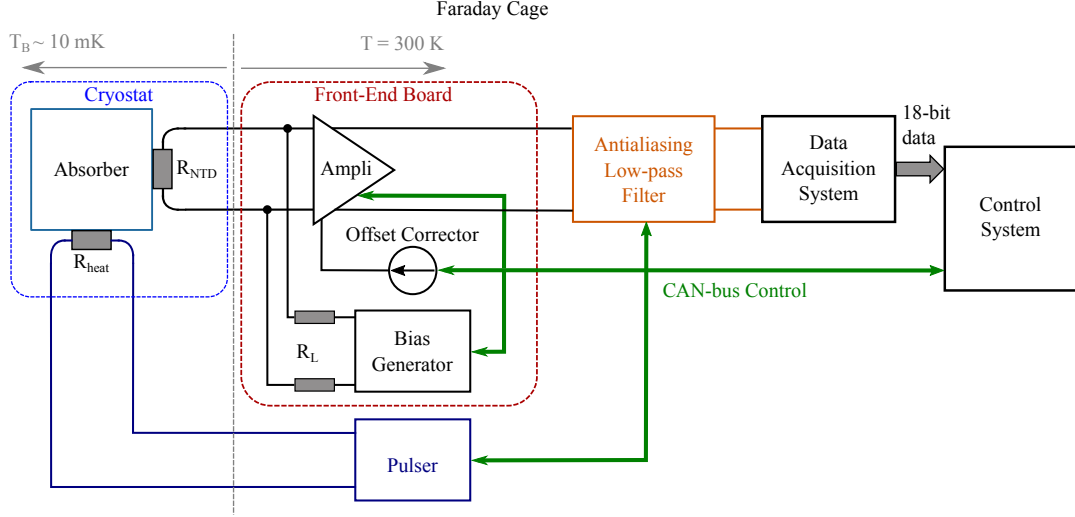 Faraday Cage
T_B ~ 10 mK
T = 300 K
Cryostat
Front-End Board
Absorber
R_NTD
R_heat
Ampli
Offset Corrector
R_L
Bias
Generator
Pulser
Antialiasing
Low-pass
Filter
Data
Acquisition
System
18-bit
data
Control
System
CAN-bus Control